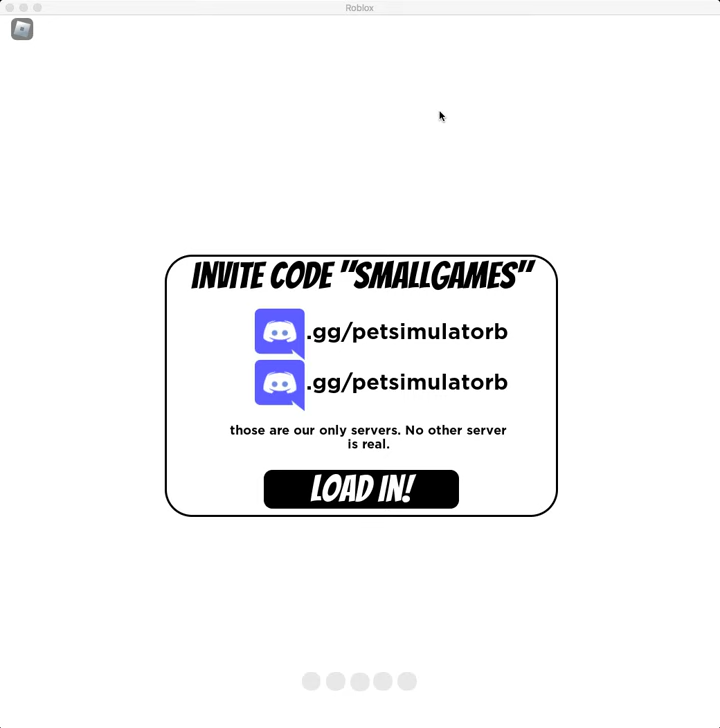 Roblox
INVITE CODE "SMALLGAMES"
.gg/petsimulatorb
.gg/petsimulatorb
those are our only servers. No other server
is real.
LOAD IN!